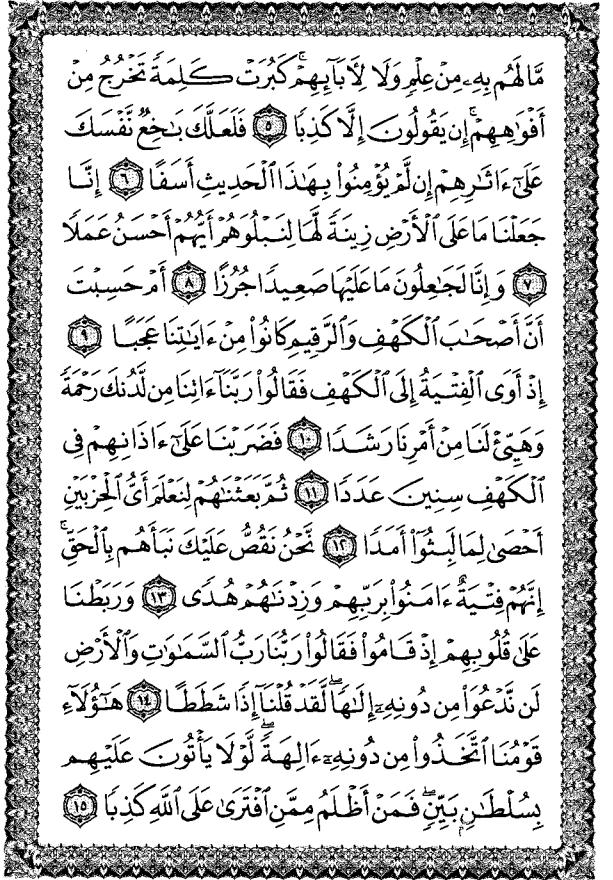 مَّا لَهُم بِهِۦ مِنْ عِلْمٍ وَلَا لِأٓبَآئِهِمْ ۚ كَبُرَتْ كَلِمَةً تَخْرُجُ مِنْ
أَفْوَٰهِهِمْ ۚ إِن يَقُولُونَ إِلَّا كَذِبًا ٥ فَلَعَلَّكَ بَٰخِعٌ نَّفْسَكَ
عَلَىٰٓ ءَاثَٰرِهِمْ إِن لَّمْ يُؤْمِنُوا۟ بِهَٰذَا ٱلْحَدِيثِ أَسَفًا ٦ إِنَّا
جَعَلْنَا مَا عَلَى ٱلْأَرْضِ زِينَةً لَّهَا لِنَبْلُوَهُمْ أَيُّهُمْ أَحْسَنُ عَمَلًا
٧ وَإِنَّا لَجَٰعِلُونَ مَا عَلَيْهَا صَعِيدًا جُرُزًا ٨ أَمْ حَسِبْتَ
أَنَّ أَصْحَٰبَ ٱلْكَهْفِ وَٱلرَّقِيمِ كَانُوا۟ مِنْ ءَايَٰتِنَا عَجَبًا ٩
إِذْ أَوَى ٱلْفِتْيَةُ إِلَى ٱلْكَهْفِ فَقَالُوا۟ رَبَّنَآ ءَاتِنَا مِن لَّدُنكَ رَحْمَةً
وَهَيِّئْ لَنَا مِنْ أَمْرِنَا رَشَدًا ١٠ فَضَرَبْنَا عَلَىٰٓ ءَاذَانِهِمْ فِى
ٱلْكَهْفِ سِنِينَ عَدَدًا ١١ ثُمَّ بَعَثْنَٰهُمْ لِنَعْلَمَ أَىُّ ٱلْحِزْبَيْنِ
أَحْصَىٰ لِمَا لَبِثُوٓا۟ أَمَدًا ١٢ نَّحْنُ نَقُصُّ عَلَيْكَ نَبَأَهُم بِٱلْحَقِّ ۚ
إِنَّهُمْ فِتْيَةٌ ءَامَنُوا۟ بِرَبِّهِمْ وَزِدْنَٰهُمْ هُدًى ١٣ وَرَبَطْنَا
عَلَىٰ قُلُوبِهِمْ إِذْ قَامُوا۟ فَقَالُوا۟ رَبُّنَا رَبُّ ٱلسَّمَٰوَٰتِ وَٱلْأَرْضِ
لَن نَّدْعُوَا۟ مِن دُونِهِۦٓ إِلَٰهًا ۖ لَّقَدْ قُلْنَآ إِذًا شَطَطًا ١٤ هَٰٓؤُلَآءِ
قَوْمُنَا ٱتَّخَذُوا۟ مِن دُونِهِۦٓ ءَالِهَةً ۖ لَّوْلَا يَأْتُونَ عَلَيْهِم
بِسُلْطَٰنٍۭ بَيِّنٍ ۖ فَمَنْ أَظْلَمُ مِمَّنِ ٱفْتَرَىٰ عَلَى ٱللَّهِ كَذِبًا ١٥